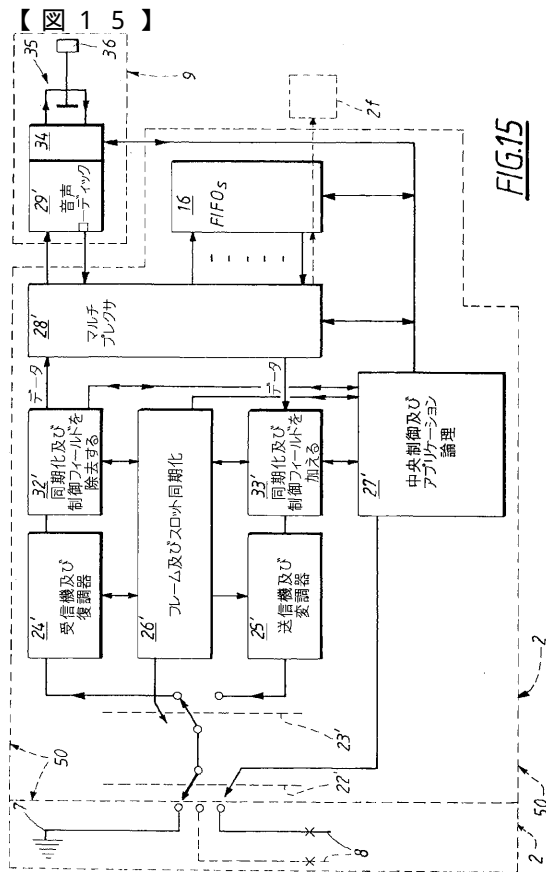 【図15】
35
36
9
34
29'
音声
ディック
2f
16
FIFOs
28'
マルチ
プレクサ
データ
データ
32'
同期化及び
制御フィールドを
除去する
33'
同期化及び
制御フィールドを
加える
27'
中央制御及び
アプリケーション
論理
24'
受信機及び
復調器
26'
フレーム及びスロット同期化
25'
送信機及び
変調器
50
23'
22'
7
8
2
50
2
FIG.15